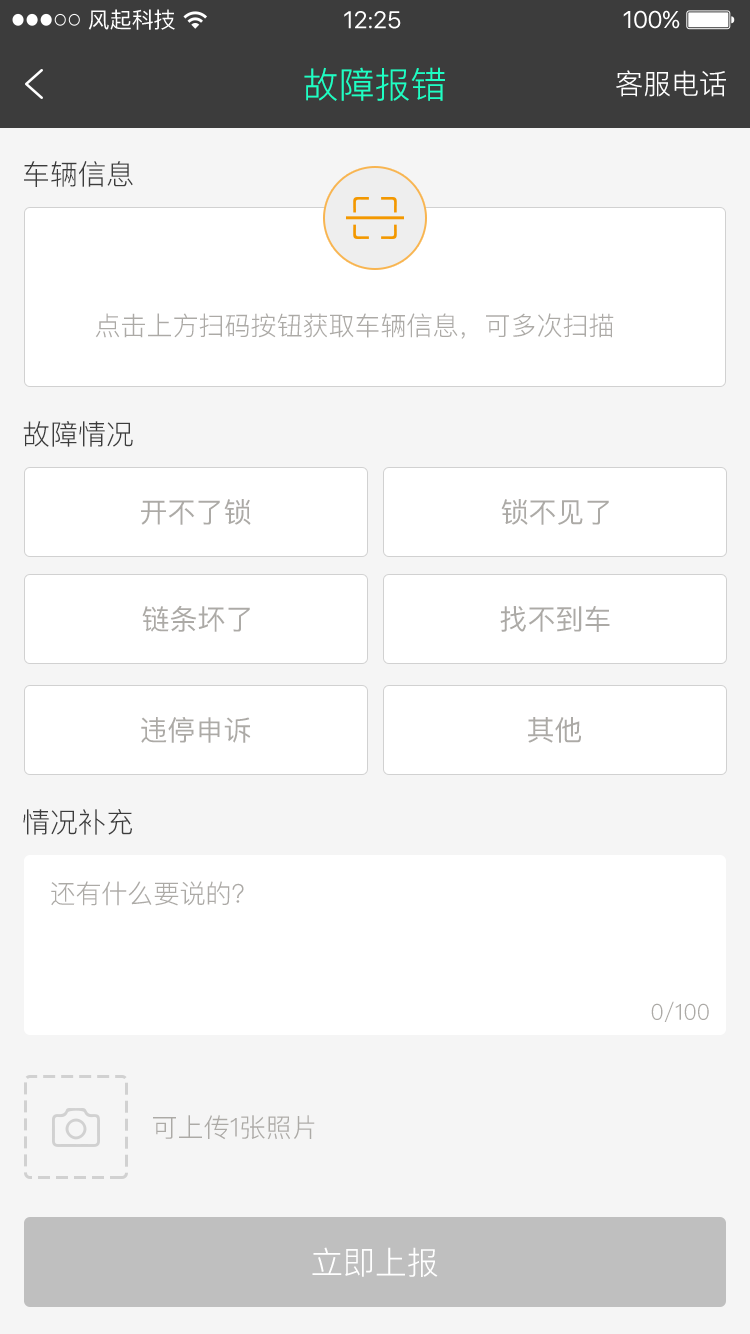 风起科技 12:25 100%
故障报错 客服电话
车辆信息
点击上方扫码按钮获取车辆信息，可多次扫描
故障情况
开不了锁 锁不见了
链条坏了 找不到车
违停申诉 其他
情况补充
还有什么要说的?
0/100
可上传1张照片
立即上报